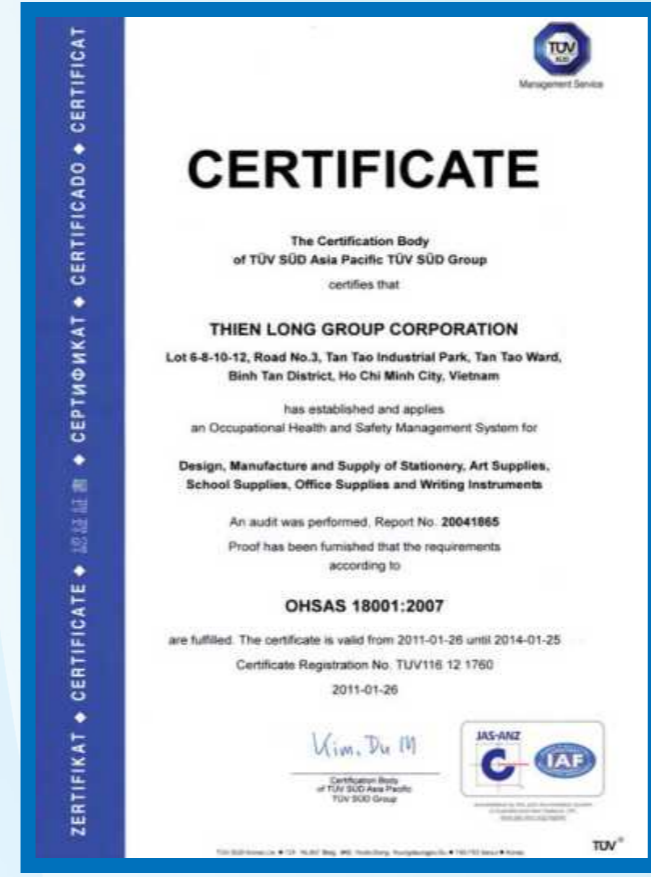 ZERTIFIKAT ◆ CERTIFICATE ◆ 認証証書 ◆ СЕРТИФИКАТ ◆ CERTIFICADO ◆ CERTIFICAT
TÜV
SÜD
Management Service
CERTIFICATE
The Certification Body
of TÜV SÜD Asia Pacific TÜV SÜD Group
certifies that
THIEN LONG GROUP CORPORATION
Lot 6-8-10-12, Road No.3, Tan Tao Industrial Park, Tan Tao Ward,
Binh Tan District, Ho Chi Minh City, Vietnam
has established and applies
an Occupational Health and Safety Management System for
Design, Manufacture and Supply of Stationery, Art Supplies,
School Supplies, Office Supplies and Writing Instruments
An audit was performed, Report No. 20041865
Proof has been furnished that the requirements
according to
OHSAS 18001:2007
are fulfilled. The certificate is valid from 2011-01-26 until 2014-01-25
Certificate Registration No. TUV116 12 1760
2011-01-26
Kim, Du Il
Certification Body
of TÜV SÜD Asia Pacific
TÜV SÜD Group
JAS-ANZ
IAF
TÜV®